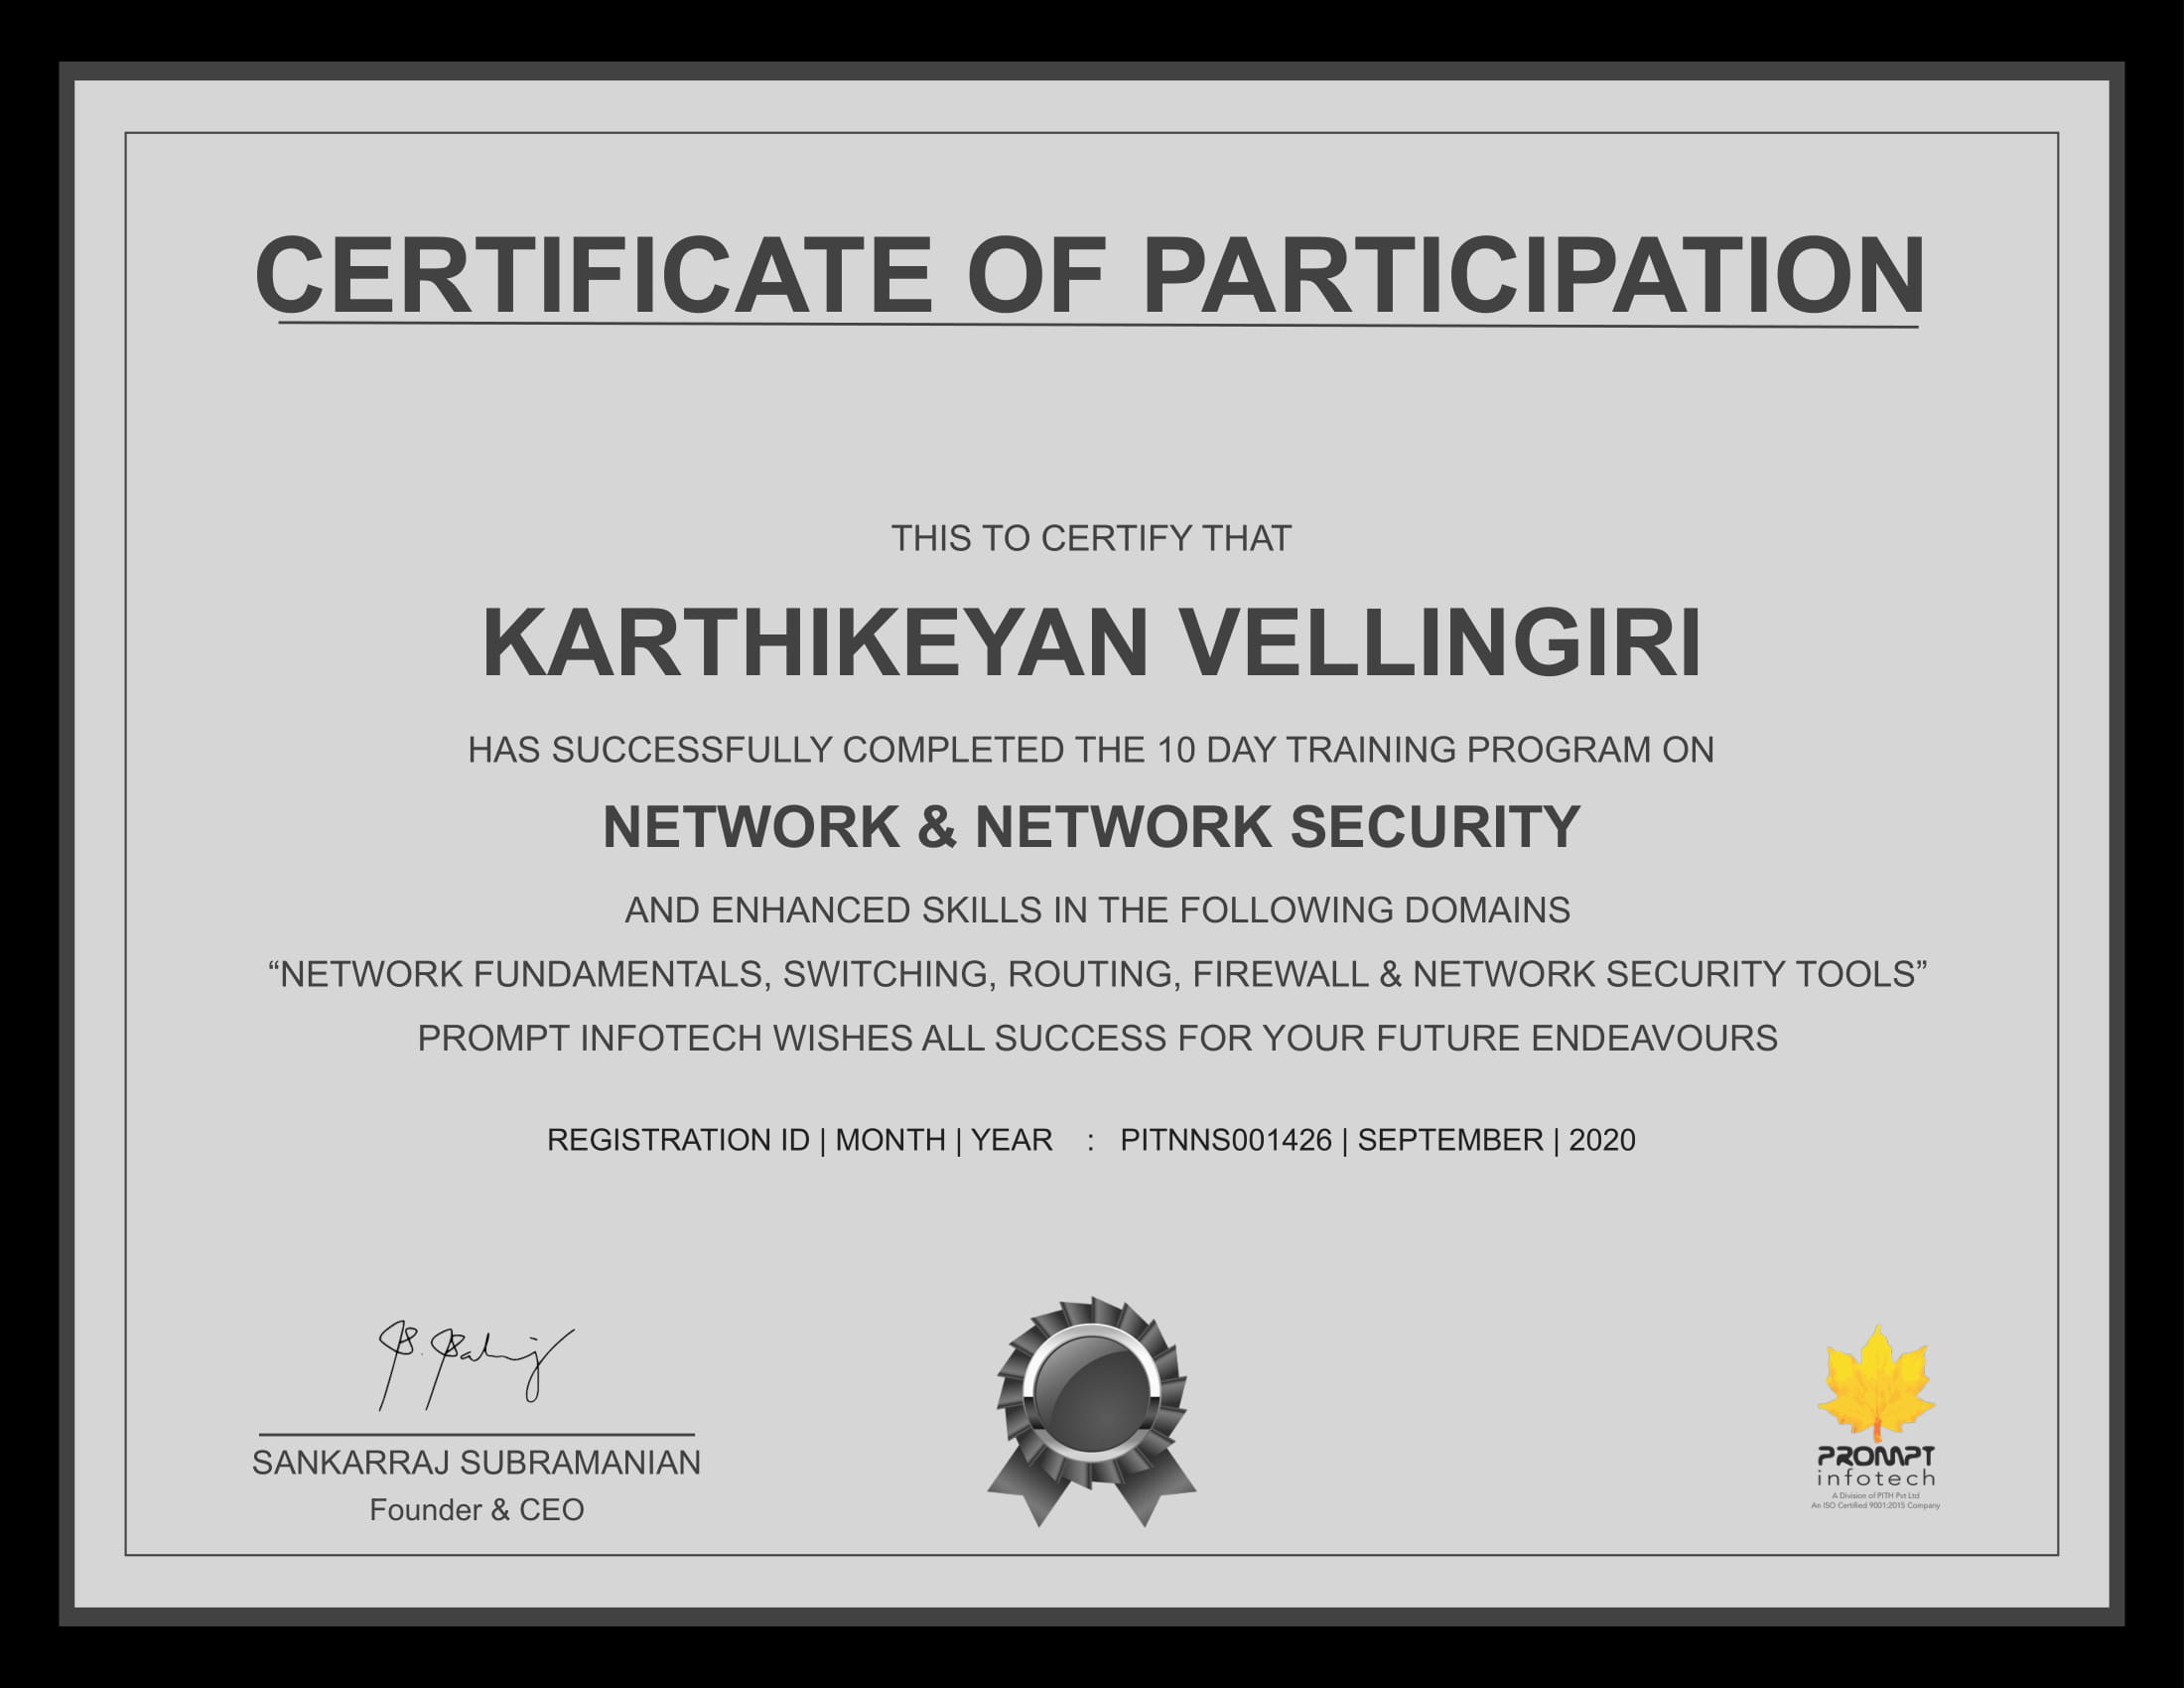 CERTIFICATE OF PARTICIPATION
THIS TO CERTIFY THAT
KARTHIKEYAN VELLINGIRI
HAS SUCCESSFULLY COMPLETED THE 10 DAY TRAINING PROGRAM ON
NETWORK & NETWORK SECURITY
AND ENHANCED SKILLS IN THE FOLLOWING DOMAINS
“NETWORK FUNDAMENTALS, SWITCHING, ROUTING, FIREWALL & NETWORK SECURITY TOOLS”
PROMPT INFOTECH WISHES ALL SUCCESS FOR YOUR FUTURE ENDEAVOURS
REGISTRATION ID | MONTH | YEAR : PITNNS001426 | SEPTEMBER | 2020
SANKARRAJ SUBRAMANIAN
Founder & CEO
PROMPT
infotech
A Division of PITH Pvt Ltd
An ISO Certified 9001:2015 Company